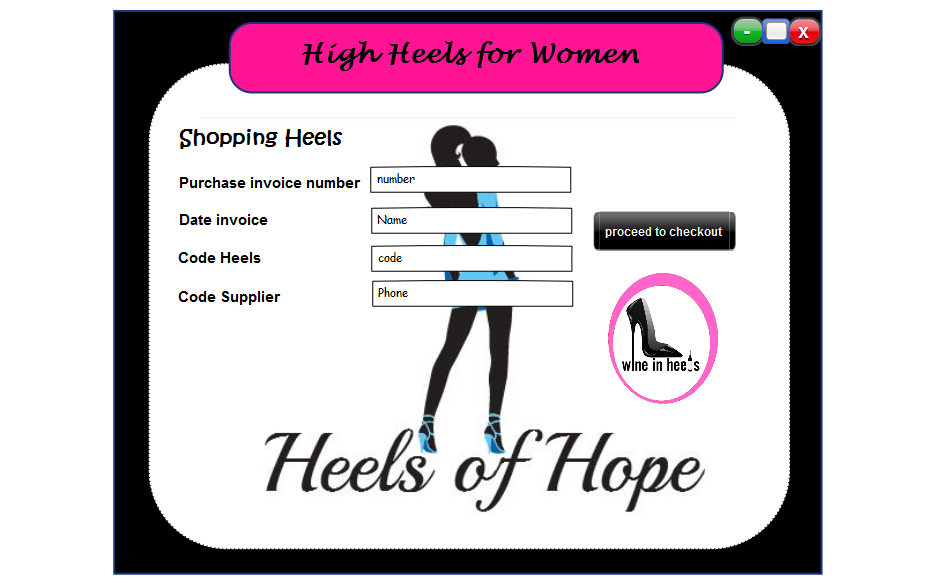 High Heels for Women
- x
Shopping Heels
Purchase invoice number number
Date invoice Name
proceed to checkout
Code Heels code
Code Supplier Phone
wine in heels
Heels of Hope